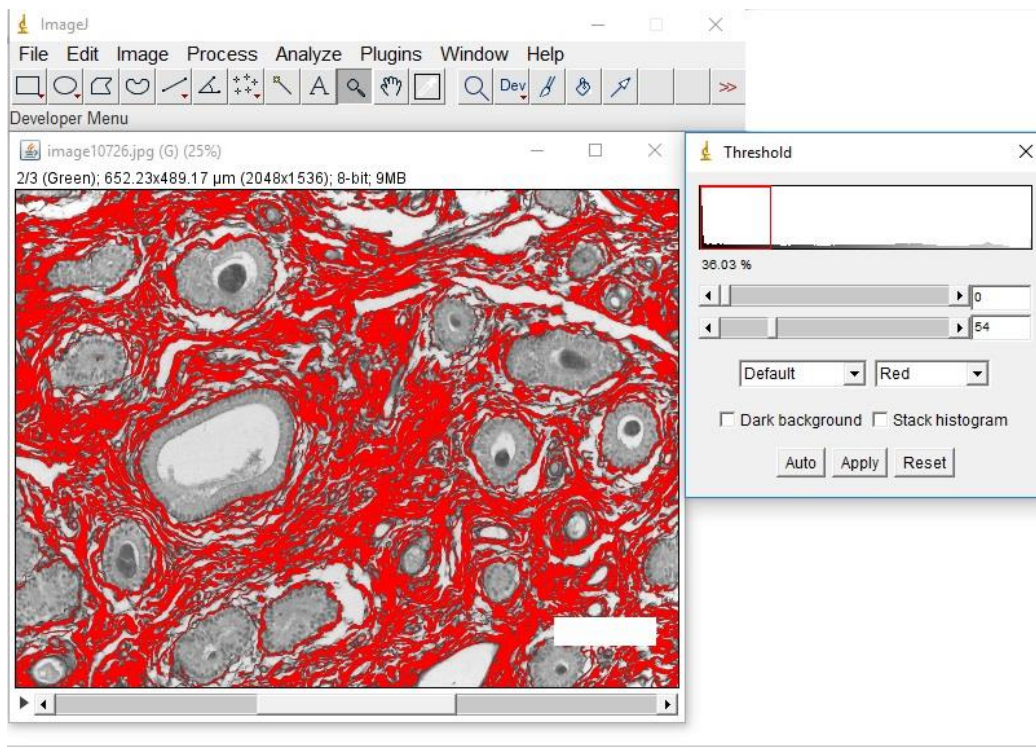 ImageJ
File Edit Image Process Analyze Plugins Window Help
A Dev >>
Developer Menu
image10726.jpg (G) (25%)
2/3 (Green); 652.23x489.17 µm (2048x1536); 8-bit; 9MB
Threshold
36.03 %
0
54
Default Red
Dark background Stack histogram
Auto Apply Reset